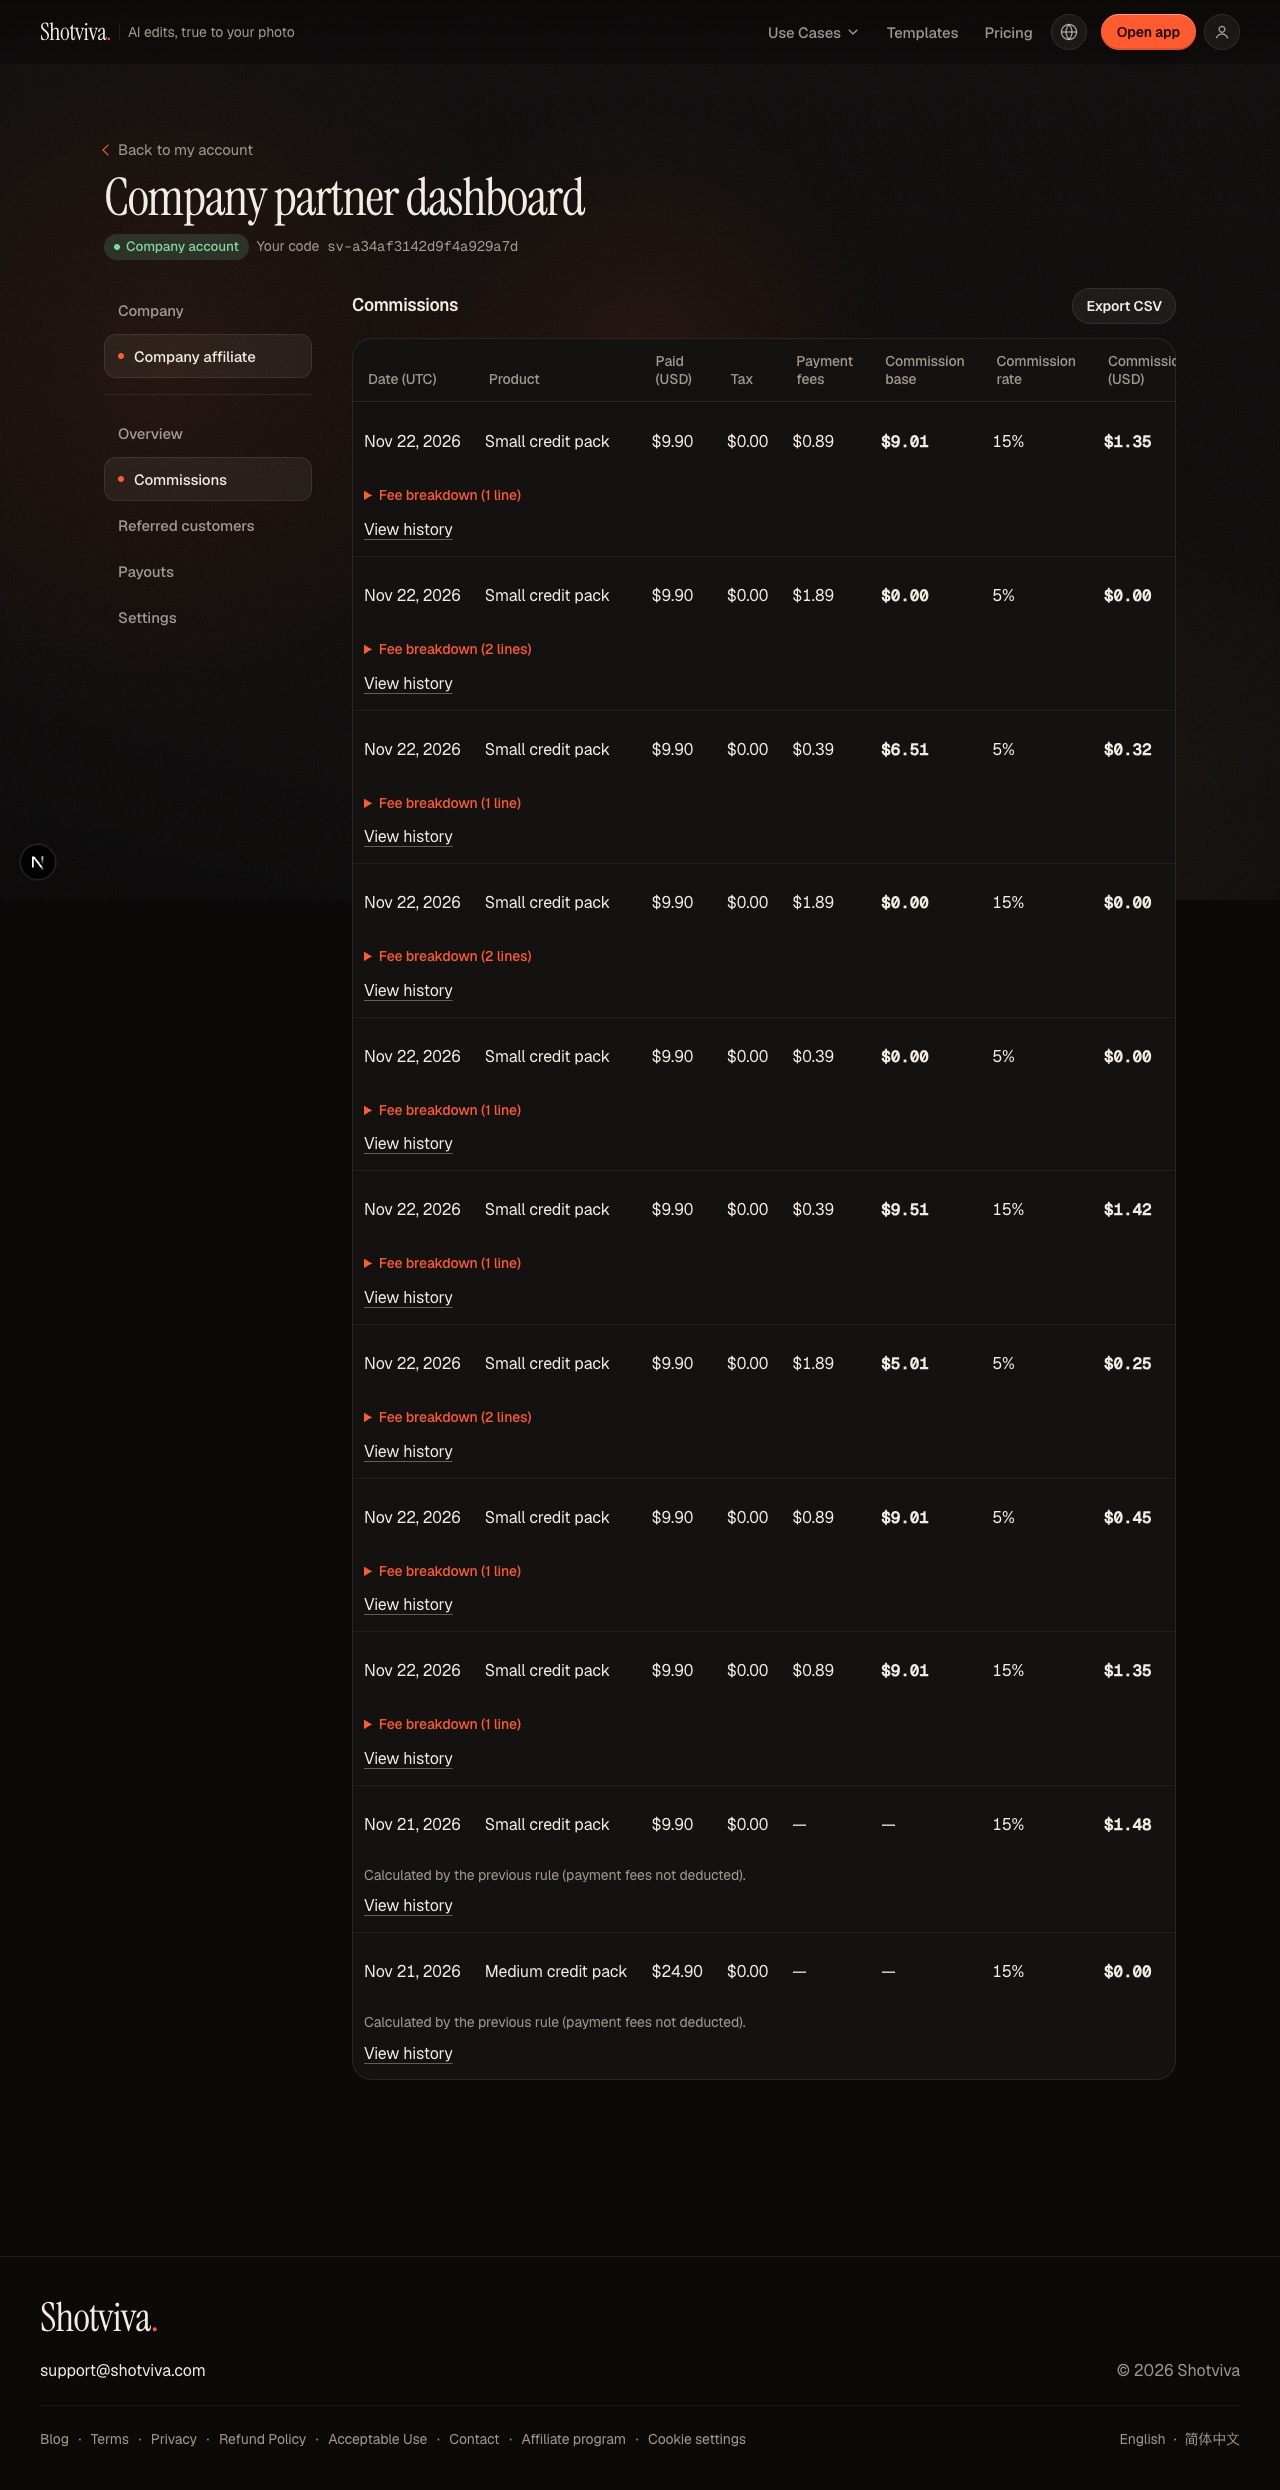 Shotviva. AI edits, true to your photo Use Cases Templates Pricing Open app
Back to my account
Company partner dashboard
Company account Your code sv-a34af3142d9f4a929a7d
Company
Company affiliate
Overview
Commissions
Referred customers
Payouts
Settings
Commissions Export CSV
Date (UTC) Product Paid (USD) Tax Payment fees Commission base Commission rate Commissio (USD)
Nov 22, 2026 Small credit pack $9.90 $0.00 $0.89 $9.01 15% $1.35
Fee breakdown (1 line)
View history
Nov 22, 2026 Small credit pack $9.90 $0.00 $1.89 $0.00 5% $0.00
Fee breakdown (2 lines)
View history
Nov 22, 2026 Small credit pack $9.90 $0.00 $0.39 $6.51 5% $0.32
Fee breakdown (1 line)
View history
Nov 22, 2026 Small credit pack $9.90 $0.00 $1.89 $0.00 15% $0.00
Fee breakdown (2 lines)
View history
Nov 22, 2026 Small credit pack $9.90 $0.00 $0.39 $0.00 5% $0.00
Fee breakdown (1 line)
View history
Nov 22, 2026 Small credit pack $9.90 $0.00 $0.39 $9.51 15% $1.42
Fee breakdown (1 line)
View history
Nov 22, 2026 Small credit pack $9.90 $0.00 $1.89 $5.01 5% $0.25
Fee breakdown (2 lines)
View history
Nov 22, 2026 Small credit pack $9.90 $0.00 $0.89 $9.01 5% $0.45
Fee breakdown (1 line)
View history
Nov 22, 2026 Small credit pack $9.90 $0.00 $0.89 $9.01 15% $1.35
Fee breakdown (1 line)
View history
Nov 21, 2026 Small credit pack $9.90 $0.00 — — 15% $1.48
Calculated by the previous rule (payment fees not deducted).
View history
Nov 21, 2026 Medium credit pack $24.90 $0.00 — — 15% $0.00
Calculated by the previous rule (payment fees not deducted).
View history
N
Shotviva.
support@shotviva.com © 2026 Shotviva
Blog · Terms · Privacy · Refund Policy · Acceptable Use · Contact · Affiliate program · Cookie settings English · 简体中文